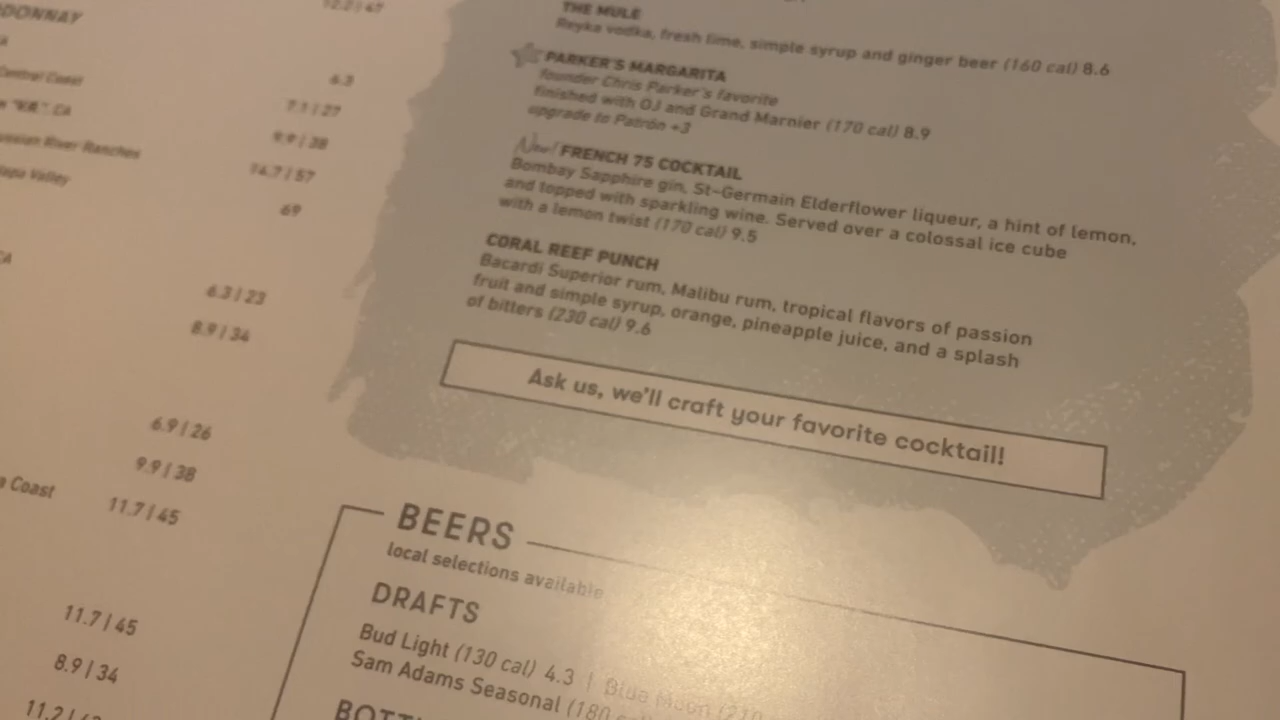 DONNAY
12.2|47
Central Coast
6.3
7.1|27
Russian River Ranches
9.9|38
Napa Valley
14.7|57
69
CA
6.3|23
8.9|34
6.9|26
9.9|38
a Coast
11.7|45
11.7|45
8.9|34
THE MULE
Reyka vodka, fresh lime, simple syrup and ginger beer (160 cal) 8.6
PARKER'S MARGARITA
founder Chris Parker's favorite
finished with OJ and Grand Marnier (170 cal) 8.9
upgrade to Patrón +3
New! FRENCH 75 COCKTAIL
Bombay Sapphire gin, St-Germain Elderflower liqueur, a hint of lemon,
and topped with sparkling wine. Served over a colossal ice cube
with a lemon twist (170 cal) 9.5
CORAL REEF PUNCH
Bacardi Superior rum, Malibu rum, tropical flavors of passion
fruit and simple syrup, orange, pineapple juice, and a splash
of bitters (230 cal) 9.6
Ask us, we'll craft your favorite cocktail!
BEERS
local selections available
DRAFTS
Bud Light (130 cal) 4.3 | Blue Moon (210
Sam Adams Seasonal (180 cal)